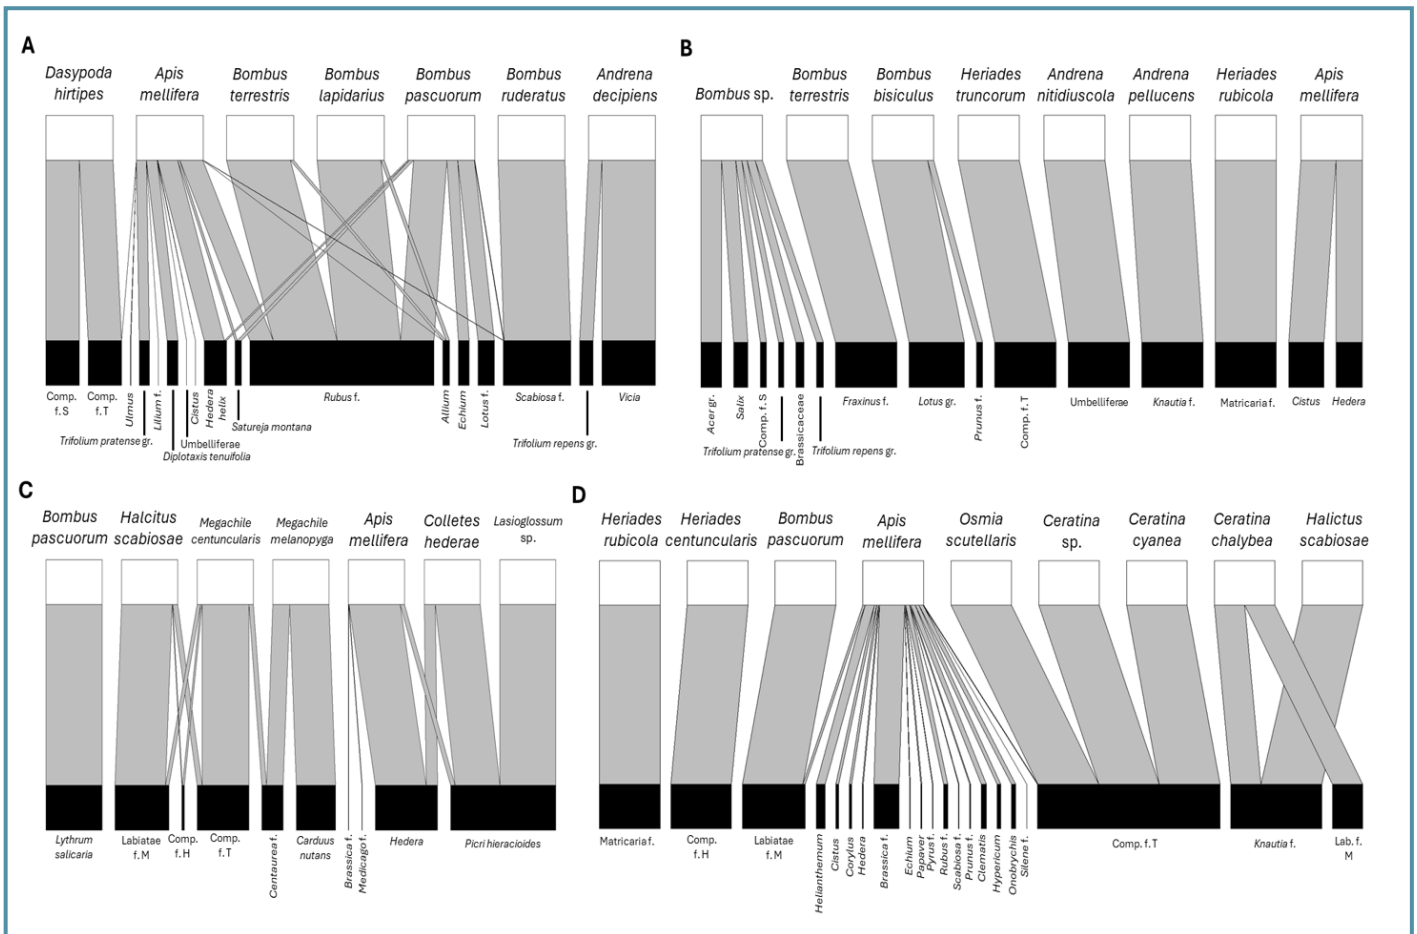 A
Dasypoda
hirtipes
Apis
mellifera
Bombus
terrestris
Bombus
lapidarius
Bombus
pascuorum
Bombus
ruderatus
Andrena
decipiens
Comp.
f. S
Comp.
f. T
Ulmus
Trifolium pratense gr.
Lilium f.
Diplotaxis tenuifolia
Umbelliferae
Cistus
Hedera
helix
Satureja montana
Rubus f.
Allium
Echium
Lotus f.
Scabiosa f.
Trifolium repens gr.
Vicia
B
Bombus sp.
Bombus
terrestris
Bombus
bisiculus
Heriades
truncorum
Andrena
nitidiuscola
Andrena
pellucens
Heriades
rubicola
Apis
mellifera
Acer gr.
Salix
Comp. f. S
Trifolium pratense gr.
Brassicaceae
Trifolium repens gr.
Fraxinus f.
Lotus gr.
Prunus f.
Comp. f. T
Umbelliferae
Knautia f.
Matricaria f.
Cistus
Hedera
C
Bombus
pascuorum
Halcitus
scabiosae
Megachile
centuncularis
Megachile
melanopyga
Apis
mellifera
Colletes
hederae
Lasioglossum
sp.
Lythrum
salicaria
Labiatae
f. M
Comp.
f. H
Comp.
f. T
Centaurea f.
Carduus
nutans
Brassica f.
Medicago f.
Hedera
Picri hieracioides
D
Heriades
rubicola
Heriades
centuncularis
Bombus
pascuorum
Apis
mellifera
Osmia
scutellaris
Ceratina
sp.
Ceratina
cyanea
Ceratina
chalybea
Halictus
scabiosae
Matricaria f.
Comp.
f. H
Labiatae
f. M
Helianthemum
Cistus
Corylus
Hedera
Brassica f.
Echium
Papaver
Pyrus f.
Rubus f.
Scabiosa f.
Prunus f.
Clematis
Hypericum
Onobrychis
Silene f.
Comp. f. T
Knautia f.
Lab. f.
M